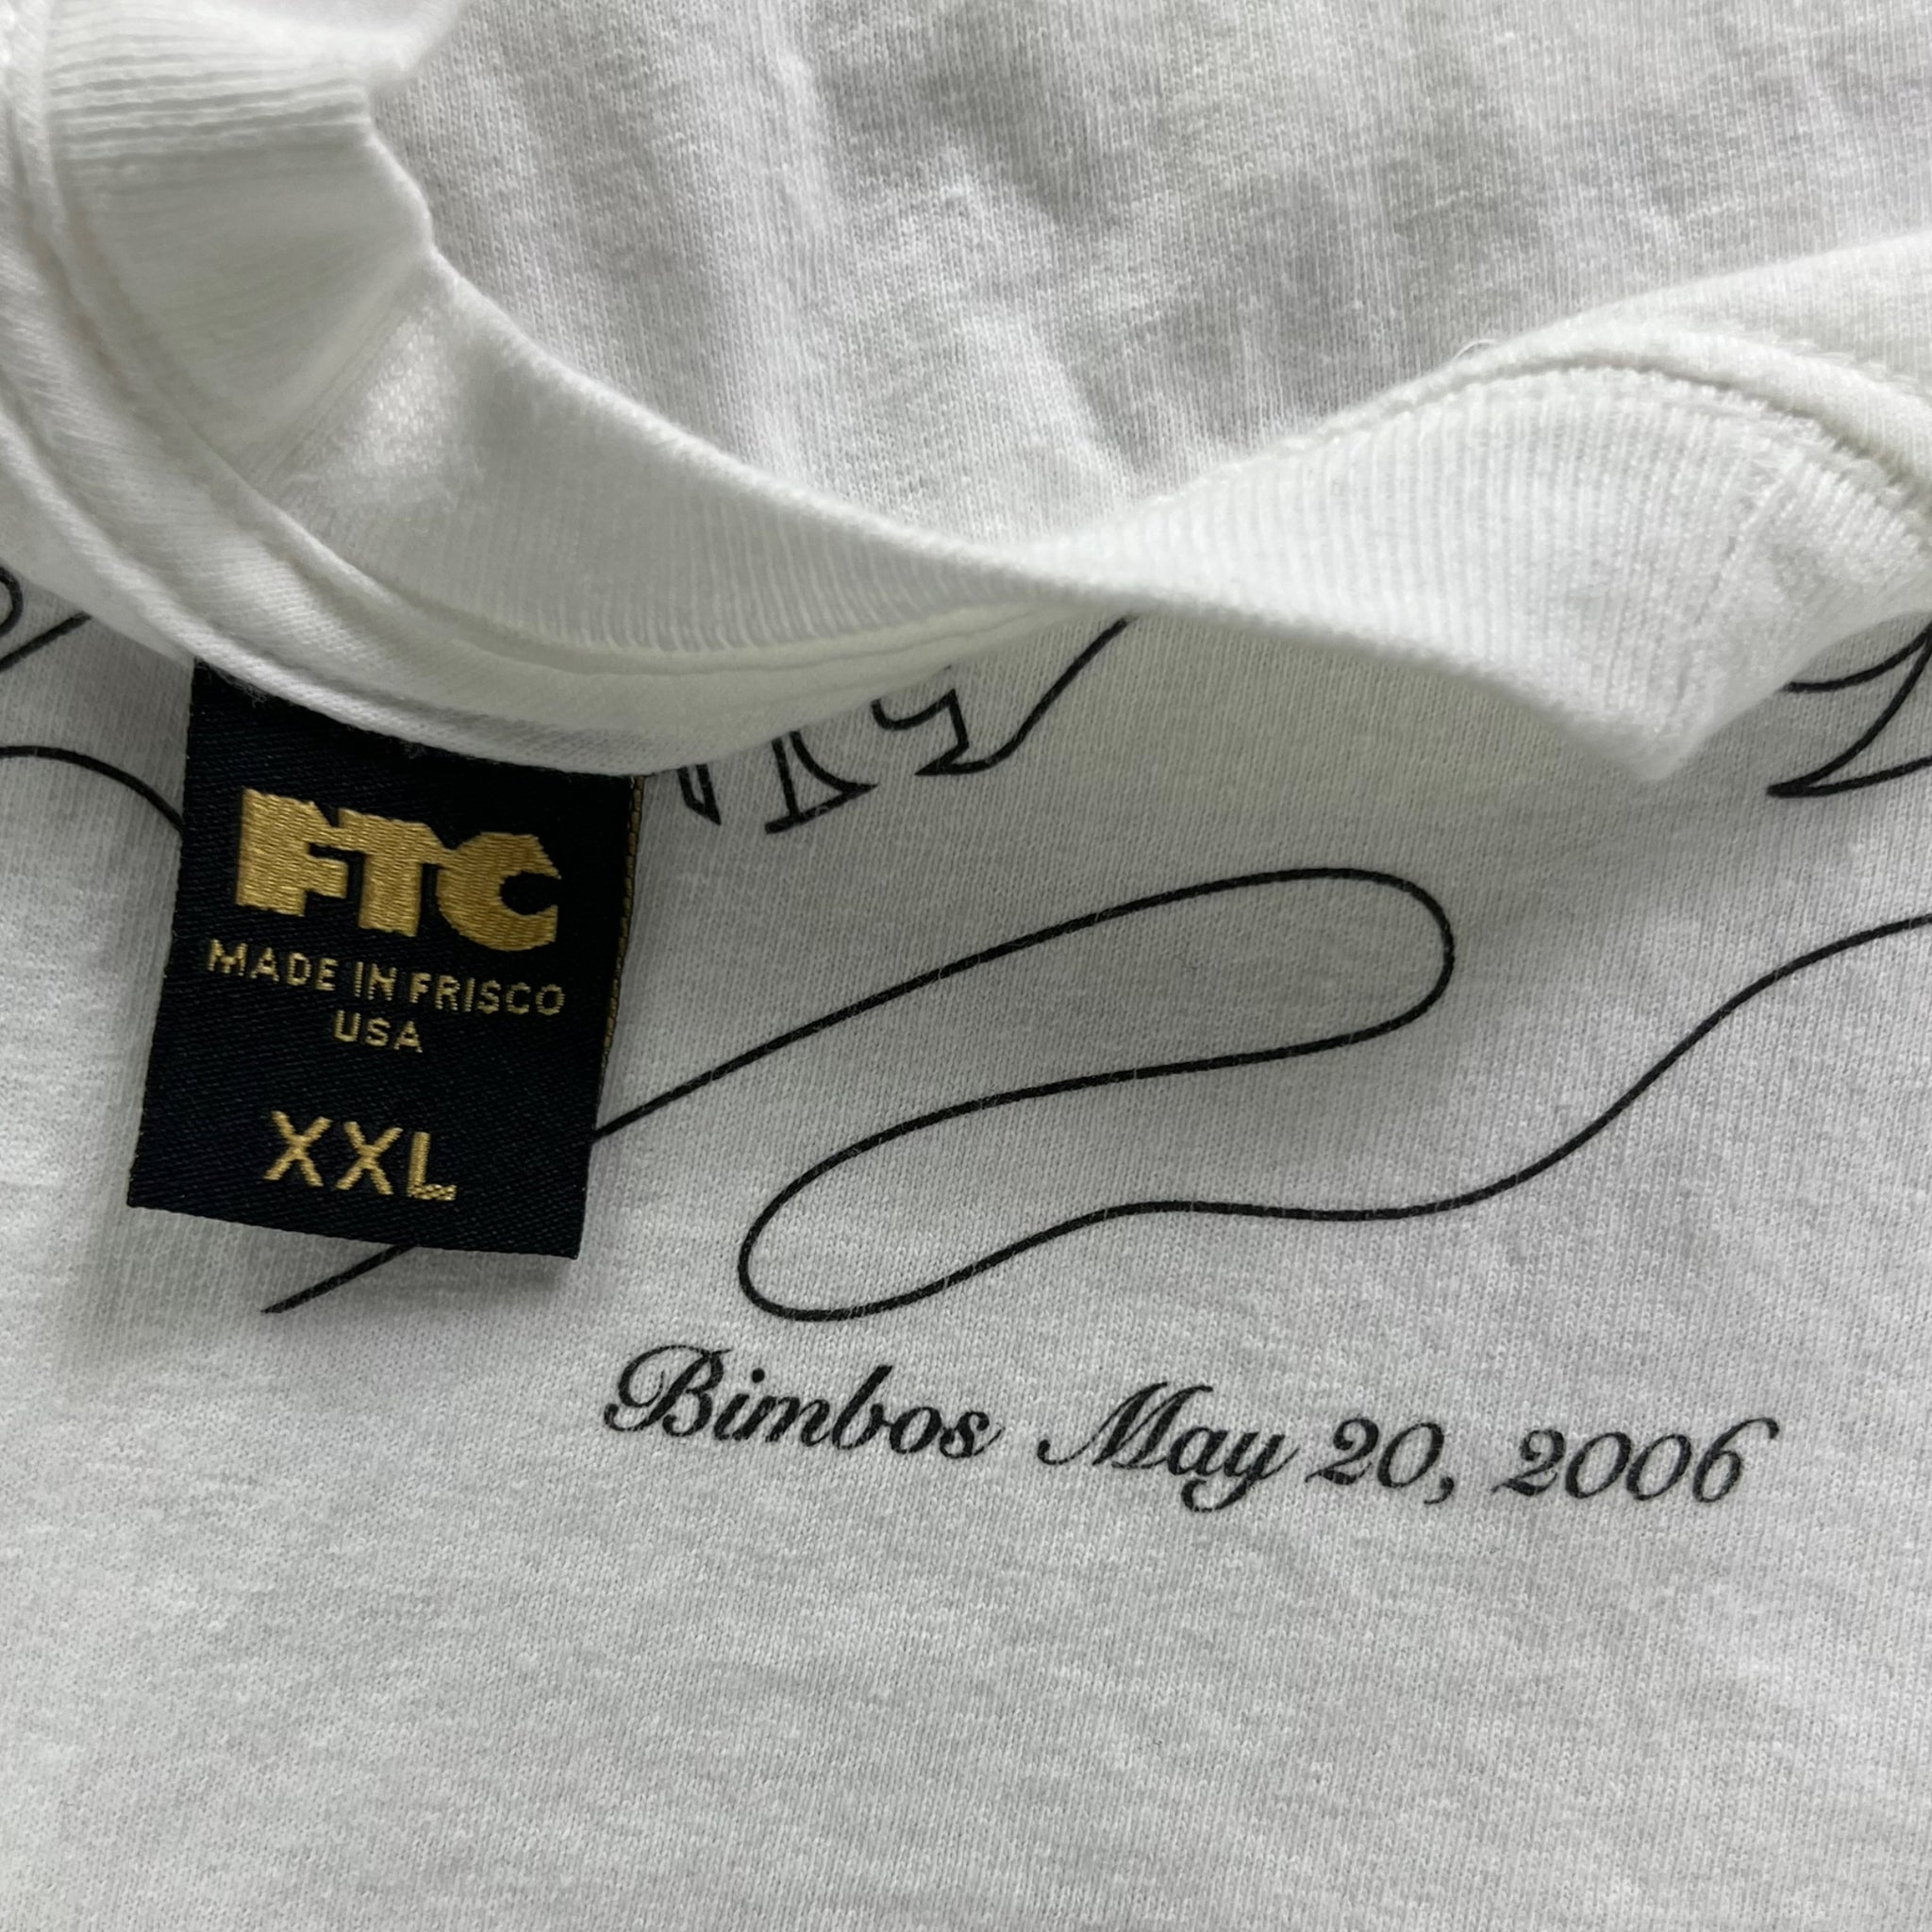 FTC
MADE IN FRISCO
USA
XXL
Bimbos May 20, 2006